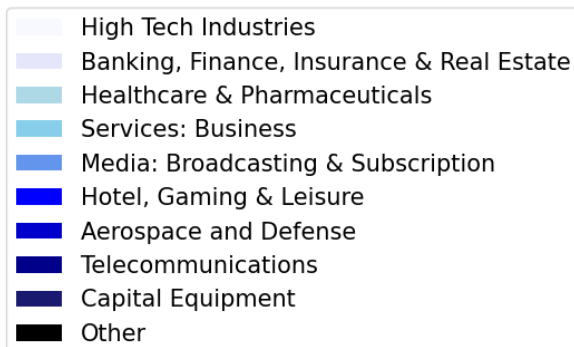 High Tech Industries
Banking, Finance, Insurance & Real Estate
Healthcare & Pharmaceuticals
Services: Business
Media: Broadcasting & Subscription
Hotel, Gaming & Leisure
Aerospace and Defense
Telecommunications
Capital Equipment
Other